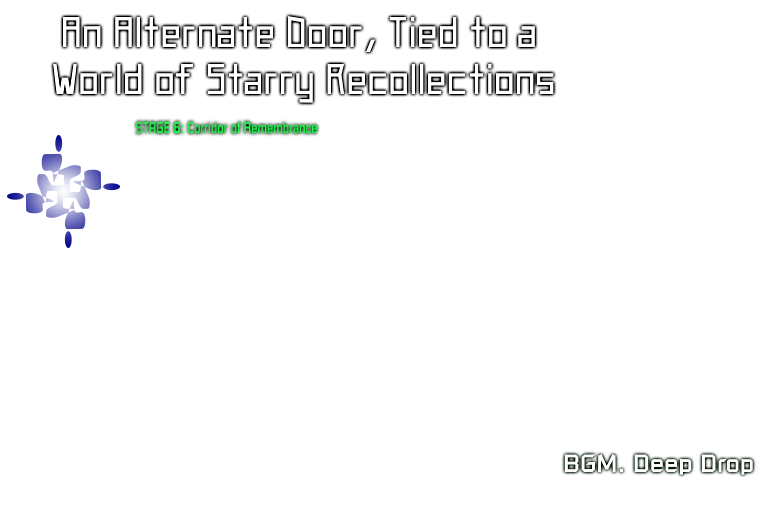 An Alternate Door, Tied to a
World of Starry Recollections
STAGE 6: Corridor of Remembrance
BGM. Deep Drop